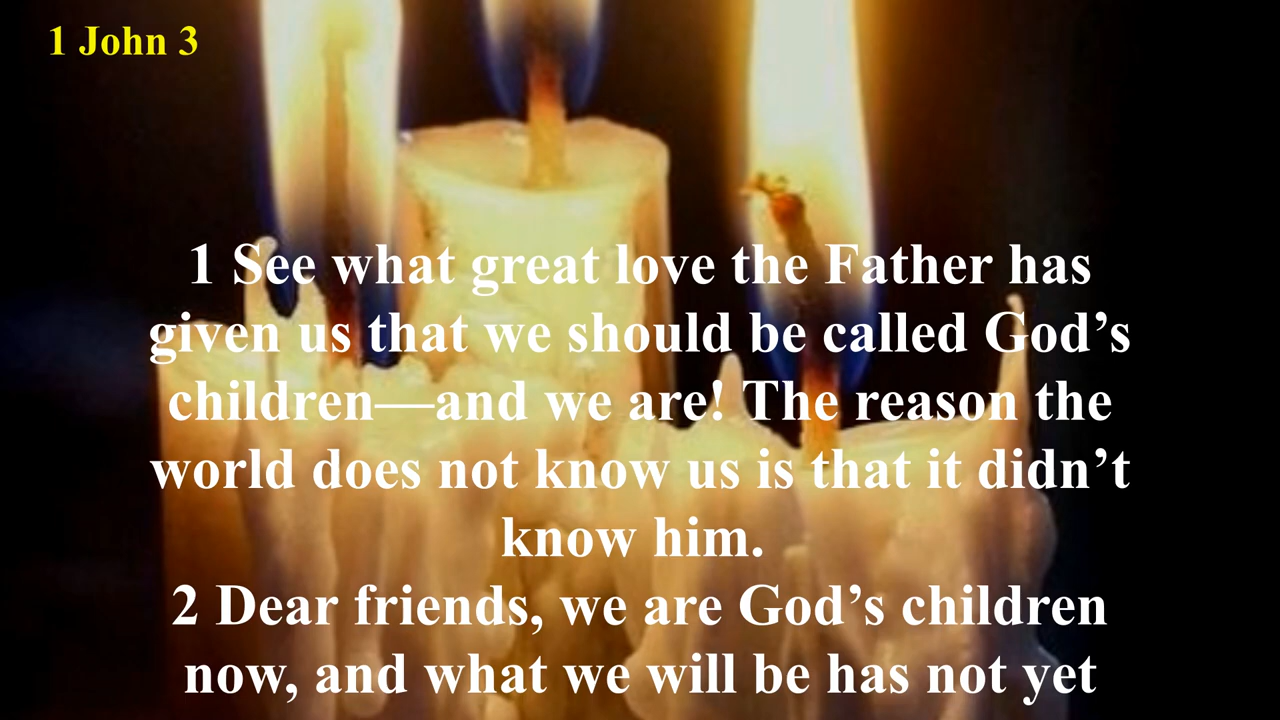 1 John 3
1 See what great love the Father has
given us that we should be called God’s
children—and we are! The reason the
world does not know us is that it didn’t
know him.
2 Dear friends, we are God’s children
now, and what we will be has not yet